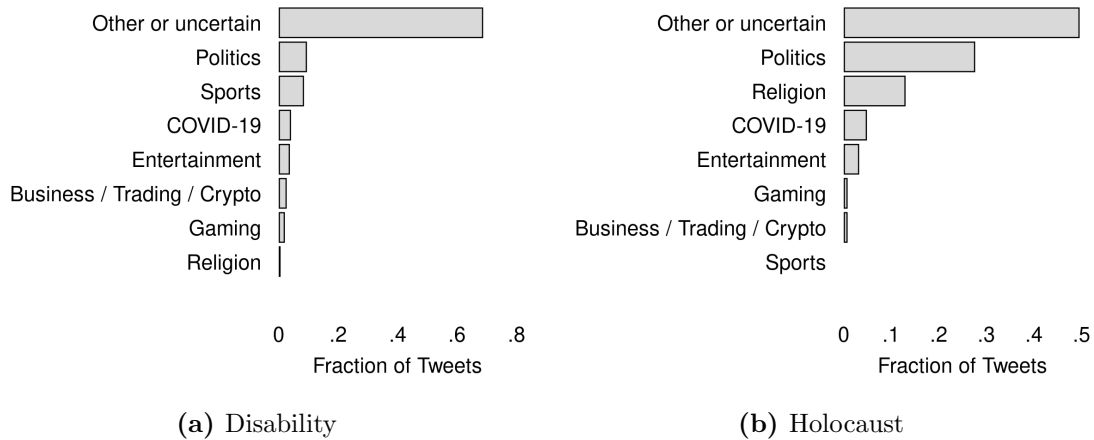 Other or uncertain
Politics
Sports
COVID-19
Entertainment
Business / Trading / Crypto
Gaming
Religion
0 .2 .4 .6 .8
Fraction of Tweets
(a) Disability
Other or uncertain
Politics
Religion
COVID-19
Entertainment
Gaming
Business / Trading / Crypto
Sports
0 .1 .2 .3 .4 .5
Fraction of Tweets
(b) Holocaust